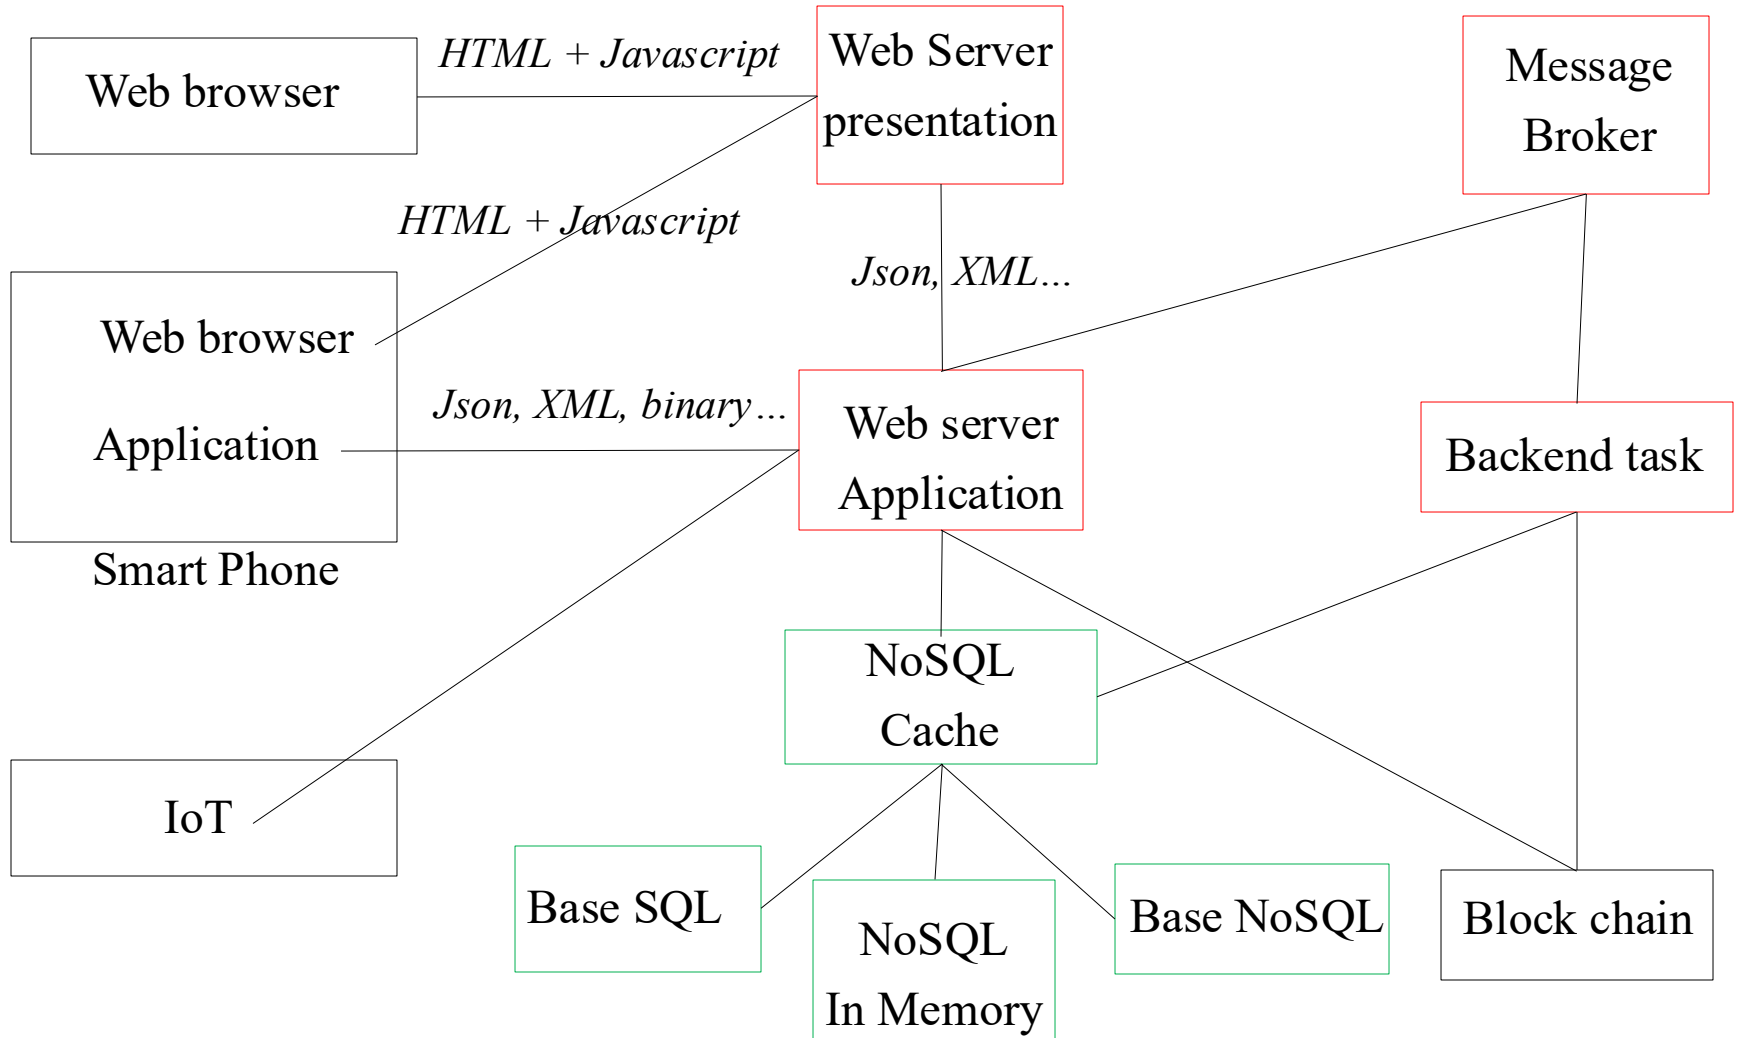 Web browser
HTML + Javascript
Web Server
presentation
Message
Broker
HTML + Javascript
Json, XML...
Web browser
Application
Smart Phone
Json, XML, binary...
Web server
Application
Backend task
NoSQL
Cache
IoT
Base SQL
NoSQL
In Memory
Base NoSQL
Block chain